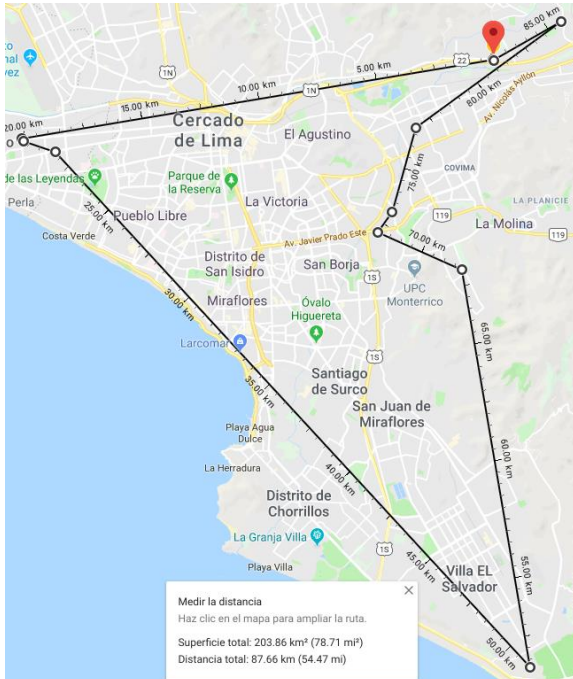 85.00 km
80.00 km
22
5.00 km
1N
10.00 km
1N
15.00 km
20.00 km
vez
Cercado
de Lima
El Agustino
Av. Nicolás Ayllón
COVIMA
75.00 km
de las Leyendas
Parque de
la Reserva
La Victoria
LA PLANICIE
Perla
25.00 km
Pueblo Libre
119
La Molina
119
Costa Verde
Av. Javier Prado Este
70.00 km
Distrito de
San Isidro
San Borja
1S
UPC
Monterrico
30.00 km
Miraflores
Óvalo
Higuereta
65.00 km
Larcomar
1S
35.00 km
Santiago
de Surco
San Juan de
Miraflores
Playa Agua
Dulce
La Herradura
40.00 km
60.00 km
Distrito de
Chorrillos
La Granja Villa
1S
45.00 km
Playa Villa
Villa EL
Salvador
55.00 km
50.00 km
Medir la distancia
Haz clic en el mapa para ampliar la ruta.
Superficie total: 203.86 km² (78.71 mi²)
Distancia total: 87.66 km (54.47 mi)